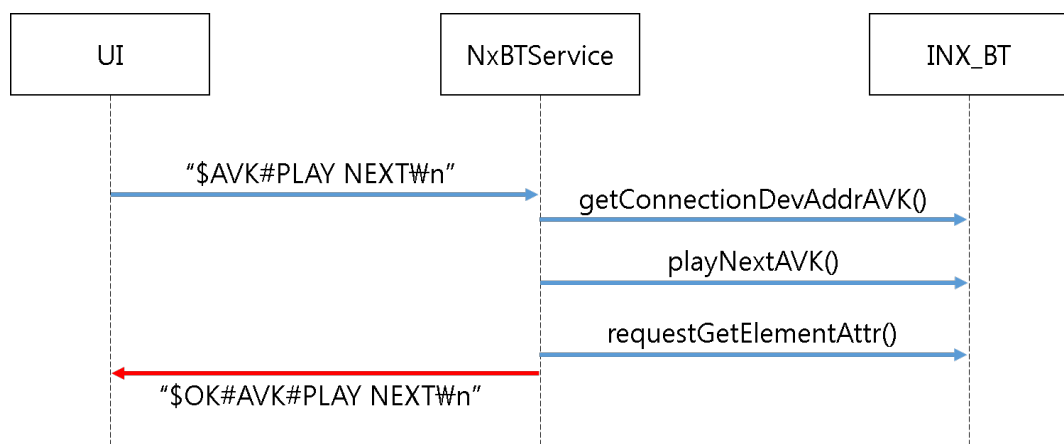 UI
NxBTService
INX_BT
“$AVK#PLAY NEXT₩n”
getConnectionDevAddrAVK()
playNextAVK()
requestGetElementAttr()
“$OK#AVK#PLAY NEXT₩n”